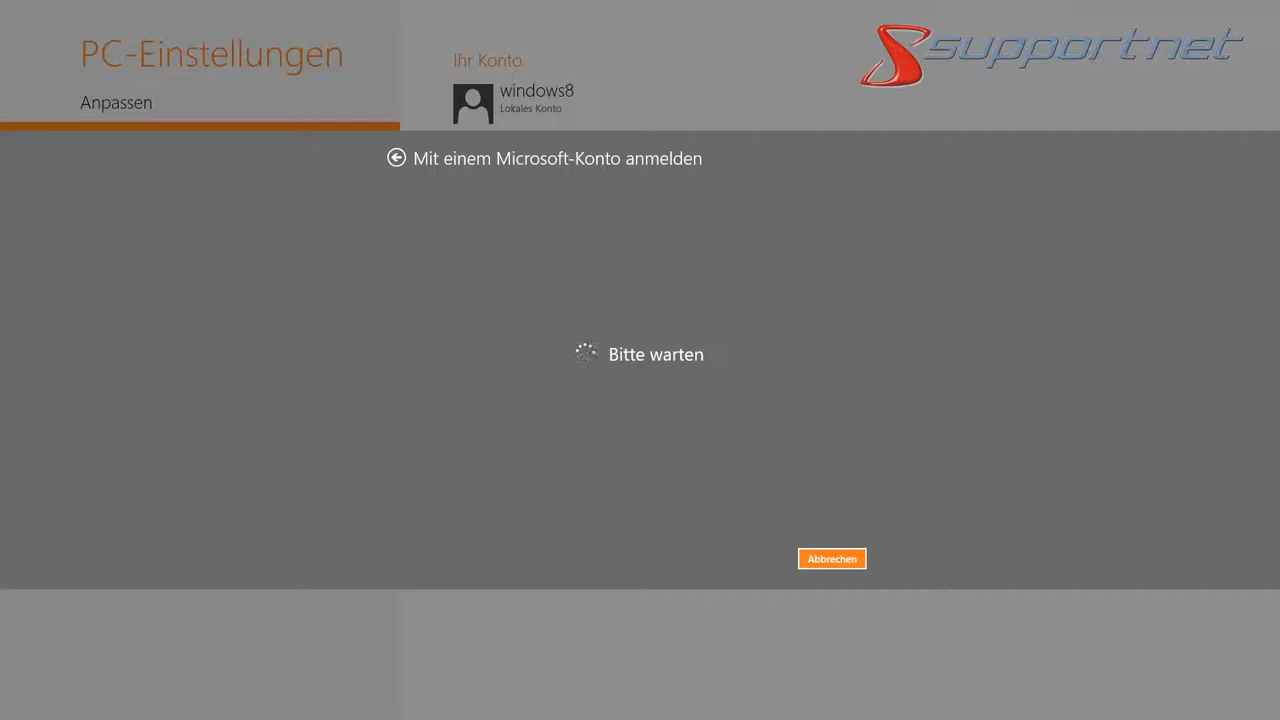 PC-Einstellungen
Anpassen
Ihr Konto
windows8
Lokales Konto
supportnet
Mit einem Microsoft-Konto anmelden
Bitte warten
Abbrechen